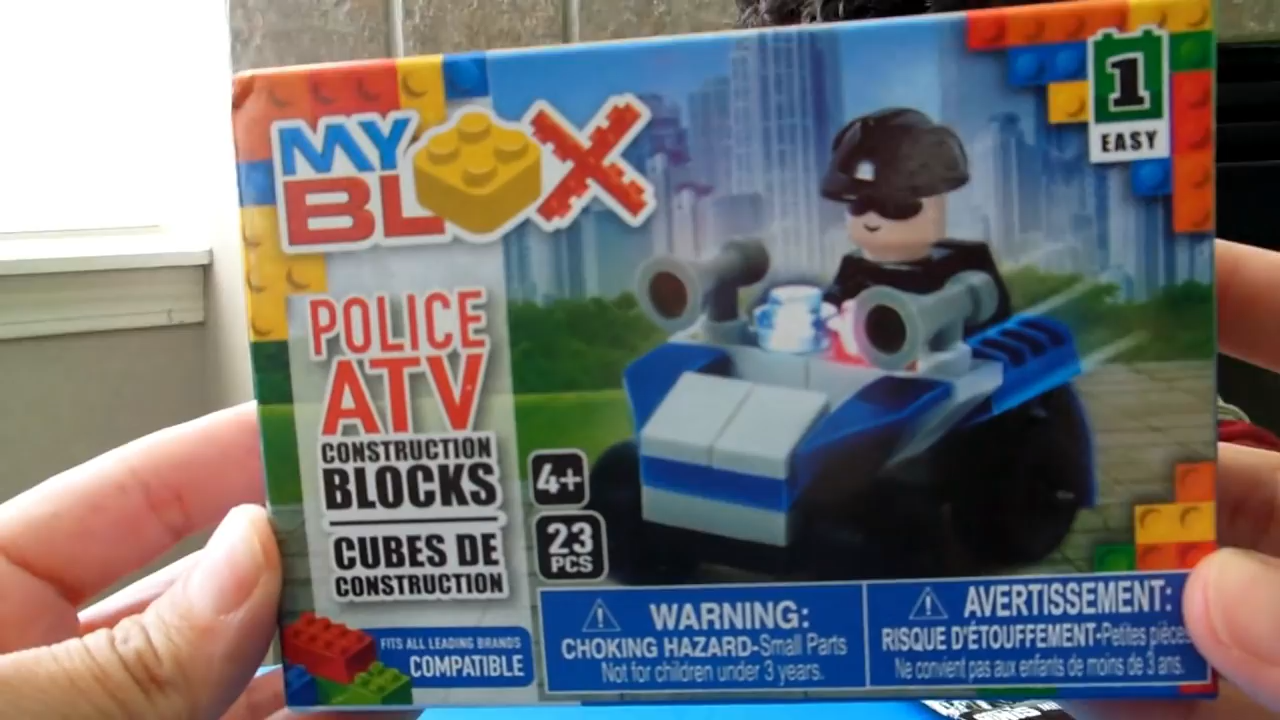 MY
BLOX
POLICE
ATV
CONSTRUCTION
BLOCKS
CUBES DE
CONSTRUCTION
FITS ALL LEADING BRANDS
COMPATIBLE
4+
23
PCS
1
EASY
WARNING:
CHOKING HAZARD-Small Parts
Not for children under 3 years.
AVERTISSEMENT:
RISQUE D'ÉTOUFFEMENT-Petites pièces
Ne convient pas aux enfants de moins de 3 ans.